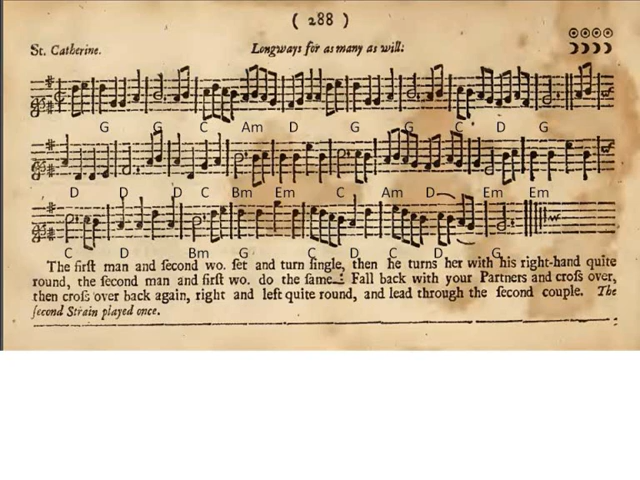 ( 288 )
St. Catherine. Longways for as many as will:
G G C Am D G G C D G
D D D C Bm Em C Am D Em Em
C D Bm G C D C D G
The first man and second wo. set and turn single, then he turns her with his right-hand quite
round, the second man and first wo. do the same: Fall back with your Partners and cross over,
then cross over back again, right and left quite round, and lead through the second couple. The
second Strain played once.